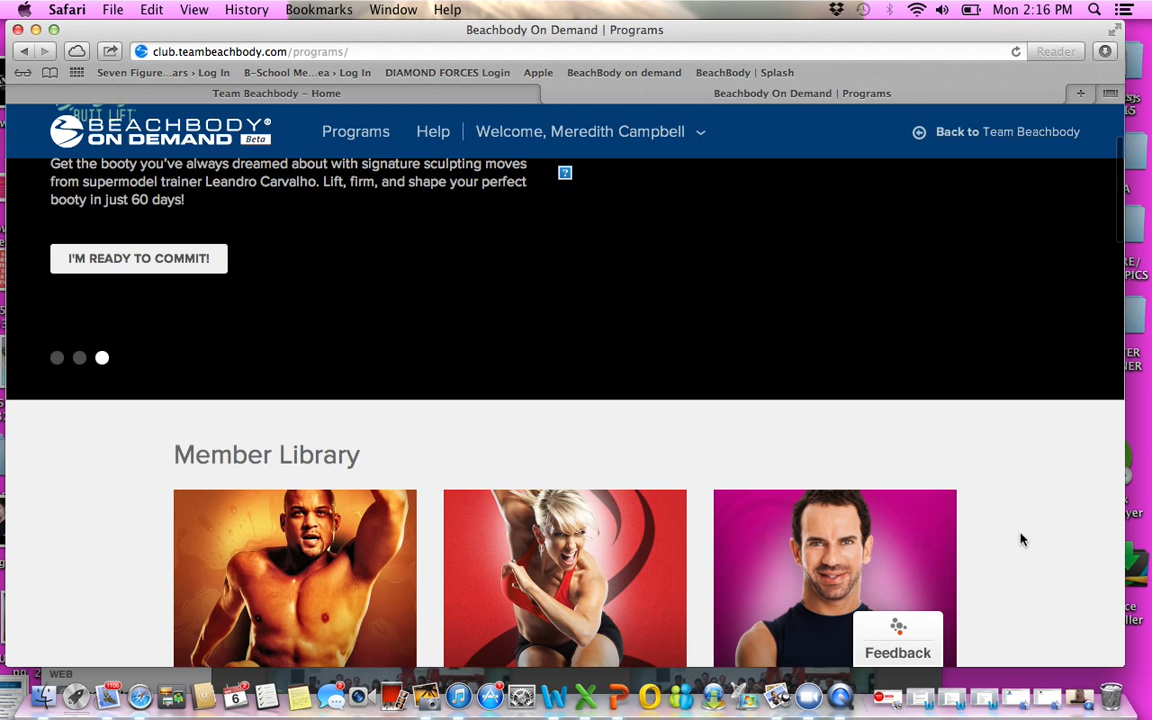 Safari File Edit View History Bookmarks Window Help Mon 2:16 PM
Beachbody On Demand | Programs
club.teambeachbody.com/programs/ Reader
Seven Figure...ars › Log In B-School Me...ea › Log In DIAMOND FORCES Login Apple BeachBody on demand BeachBody | Splash
Team Beachbody – Home Beachbody On Demand | Programs
BUTT LIFT
BEACHBODY®
ON DEMAND Beta
Programs Help Welcome, Meredith Campbell Back to Team Beachbody
Get the booty you've always dreamed about with signature sculpting moves
from supermodel trainer Leandro Carvalho. Lift, firm, and shape your perfect
booty in just 60 days!
?
I'M READY TO COMMIT!
Member Library
Feedback
WEB
1105
6